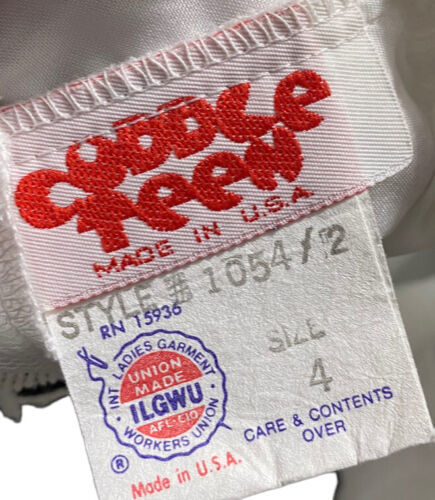 CUDDLE
TEEN
MADE IN U.S.A
STYLE # 1054/2
RN 15936
SIZE
4
INT LADIES GARMENT
WORKERS UNION
UNION
MADE
ILGWU
AFL-CIO
®
Made in U.S.A.
CARE & CONTENTS
OVER